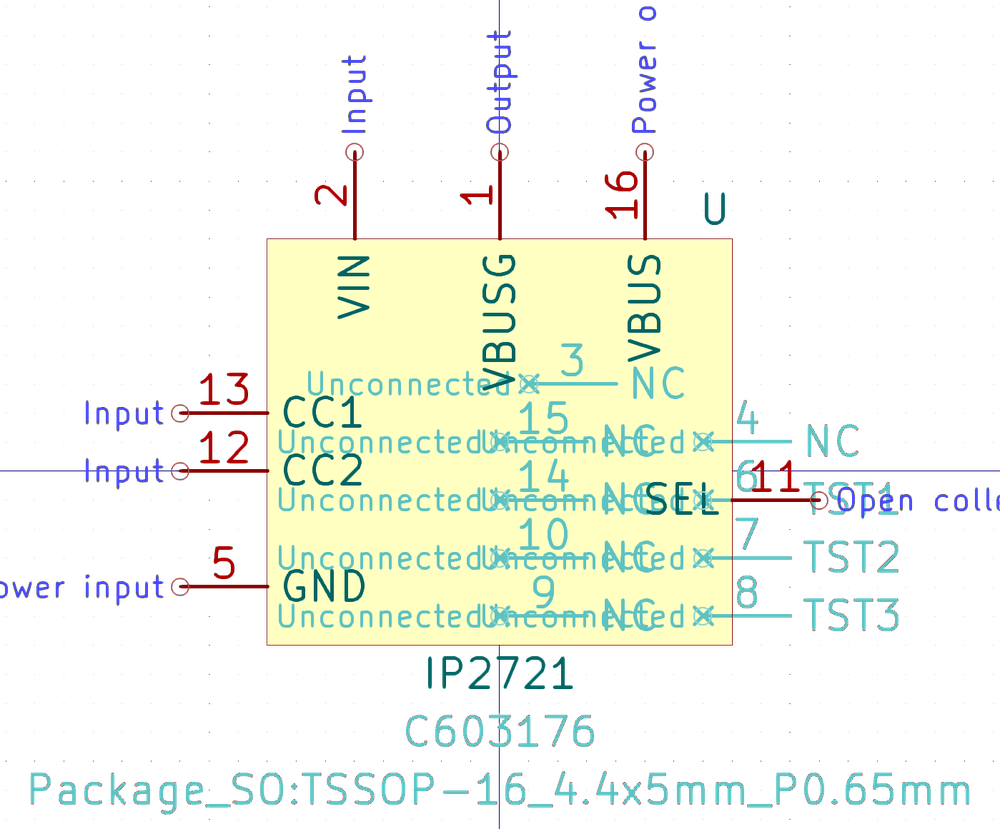 Input
Output
Power o
2
1
16
U
VIN
VBUSG
VBUS
Unconnected
3
NC
13
Input
CC1
Unconnected
15
NC
Unconnected
4
NC
12
Input
CC2
Unconnected
14
NC
SEL
6
11
TST1
Open colle
Unconnected
10
NC
Unconnected
7
TST2
5
ower input
GND
Unconnected
9
NC
Unconnected
8
TST3
IP2721
C603176
Package_SO:TSSOP-16_4.4x5mm_P0.65mm